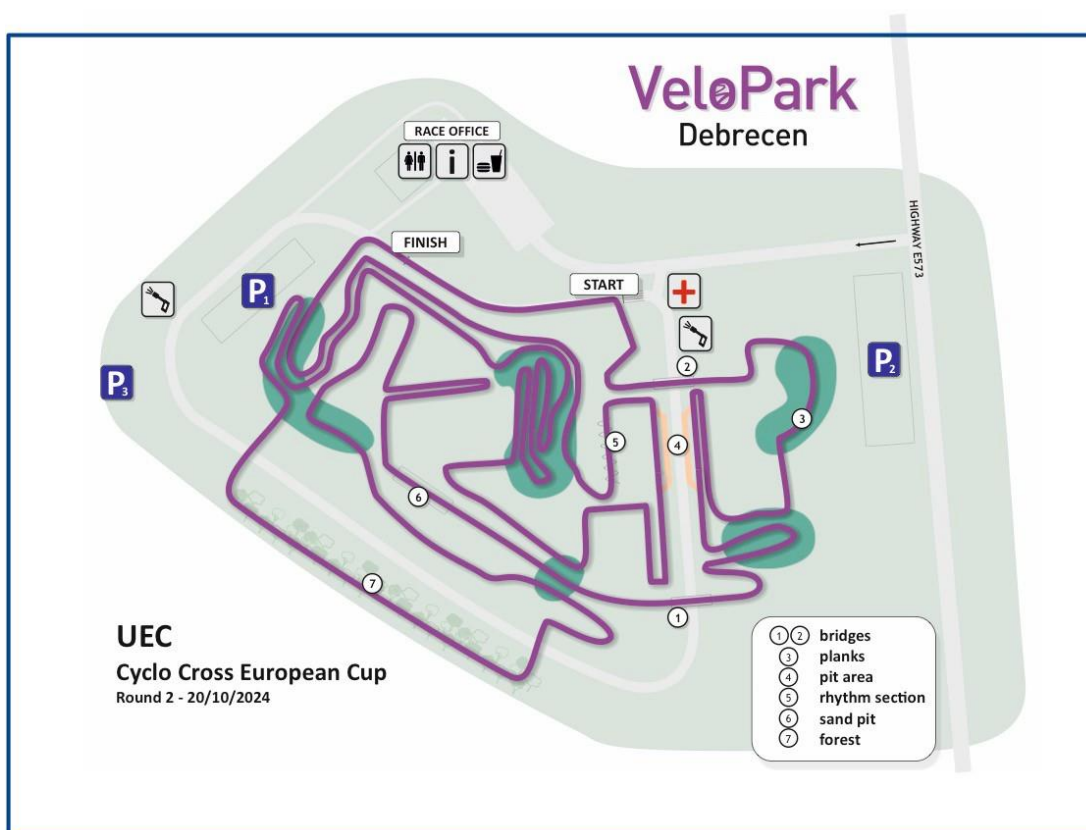 VeloPark
Debrecen
RACE OFFICE
FINISH
START
HIGHWAY E573
P1
P2
P3
2
3
4
5
6
7
1
UEC
Cyclo Cross European Cup
Round 2 - 20/10/2024
1 2 bridges
3 planks
4 pit area
5 rhythm section
6 sand pit
7 forest